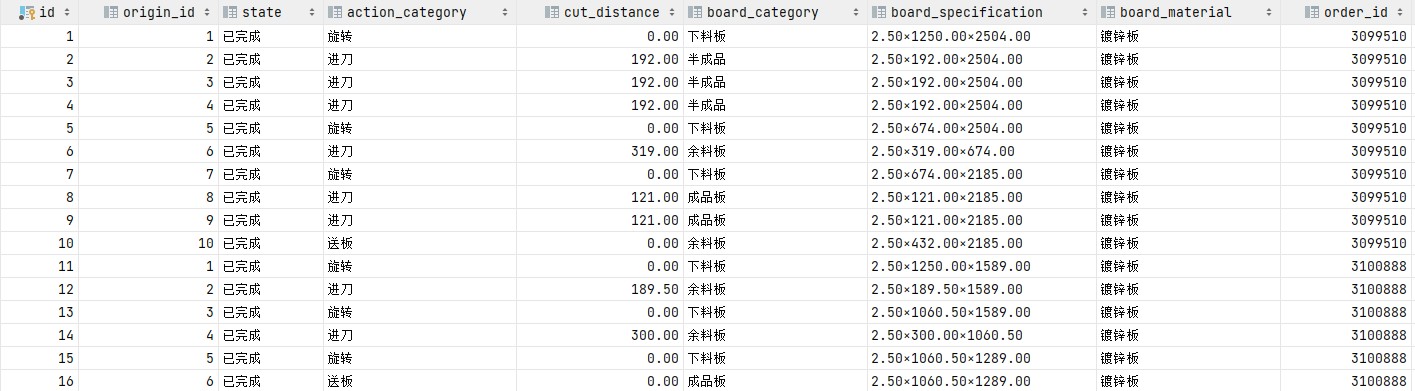 id origin_id state action_category cut_distance board_category board_specification board_material order_id
1 1 已完成 旋转 0.00 下料板 2.50×1250.00×2504.00 镀锌板 3099510
2 2 已完成 进刀 192.00 半成品 2.50×192.00×2504.00 镀锌板 3099510
3 3 已完成 进刀 192.00 半成品 2.50×192.00×2504.00 镀锌板 3099510
4 4 已完成 进刀 192.00 半成品 2.50×192.00×2504.00 镀锌板 3099510
5 5 已完成 旋转 0.00 下料板 2.50×674.00×2504.00 镀锌板 3099510
6 6 已完成 进刀 319.00 余料板 2.50×319.00×674.00 镀锌板 3099510
7 7 已完成 旋转 0.00 下料板 2.50×674.00×2185.00 镀锌板 3099510
8 8 已完成 进刀 121.00 成品板 2.50×121.00×2185.00 镀锌板 3099510
9 9 已完成 进刀 121.00 成品板 2.50×121.00×2185.00 镀锌板 3099510
10 10 已完成 送板 0.00 余料板 2.50×432.00×2185.00 镀锌板 3099510
11 1 已完成 旋转 0.00 下料板 2.50×1250.00×1589.00 镀锌板 3100888
12 2 已完成 进刀 189.50 余料板 2.50×189.50×1589.00 镀锌板 3100888
13 3 已完成 旋转 0.00 下料板 2.50×1060.50×1589.00 镀锌板 3100888
14 4 已完成 进刀 300.00 余料板 2.50×300.00×1060.50 镀锌板 3100888
15 5 已完成 旋转 0.00 下料板 2.50×1060.50×1289.00 镀锌板 3100888
16 6 已完成 送板 0.00 成品板 2.50×1060.50×1289.00 镀锌板 3100888